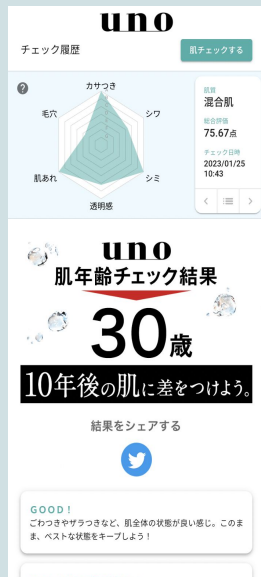 uno
チェック履歴
肌チェックする
?
カサつき
毛穴
シワ
肌あれ
シミ
透明感
肌質
混合肌
総合評価
75.67点
チェック日時
2023/01/25
10:43
uno
肌年齢チェック結果
30歳
10年後の肌に差をつけよう。
結果をシェアする
GOOD!
ごわつきやザラつきなど、肌全体の状態が良い感じ。このま
ま、ベストな状態をキープしよう！